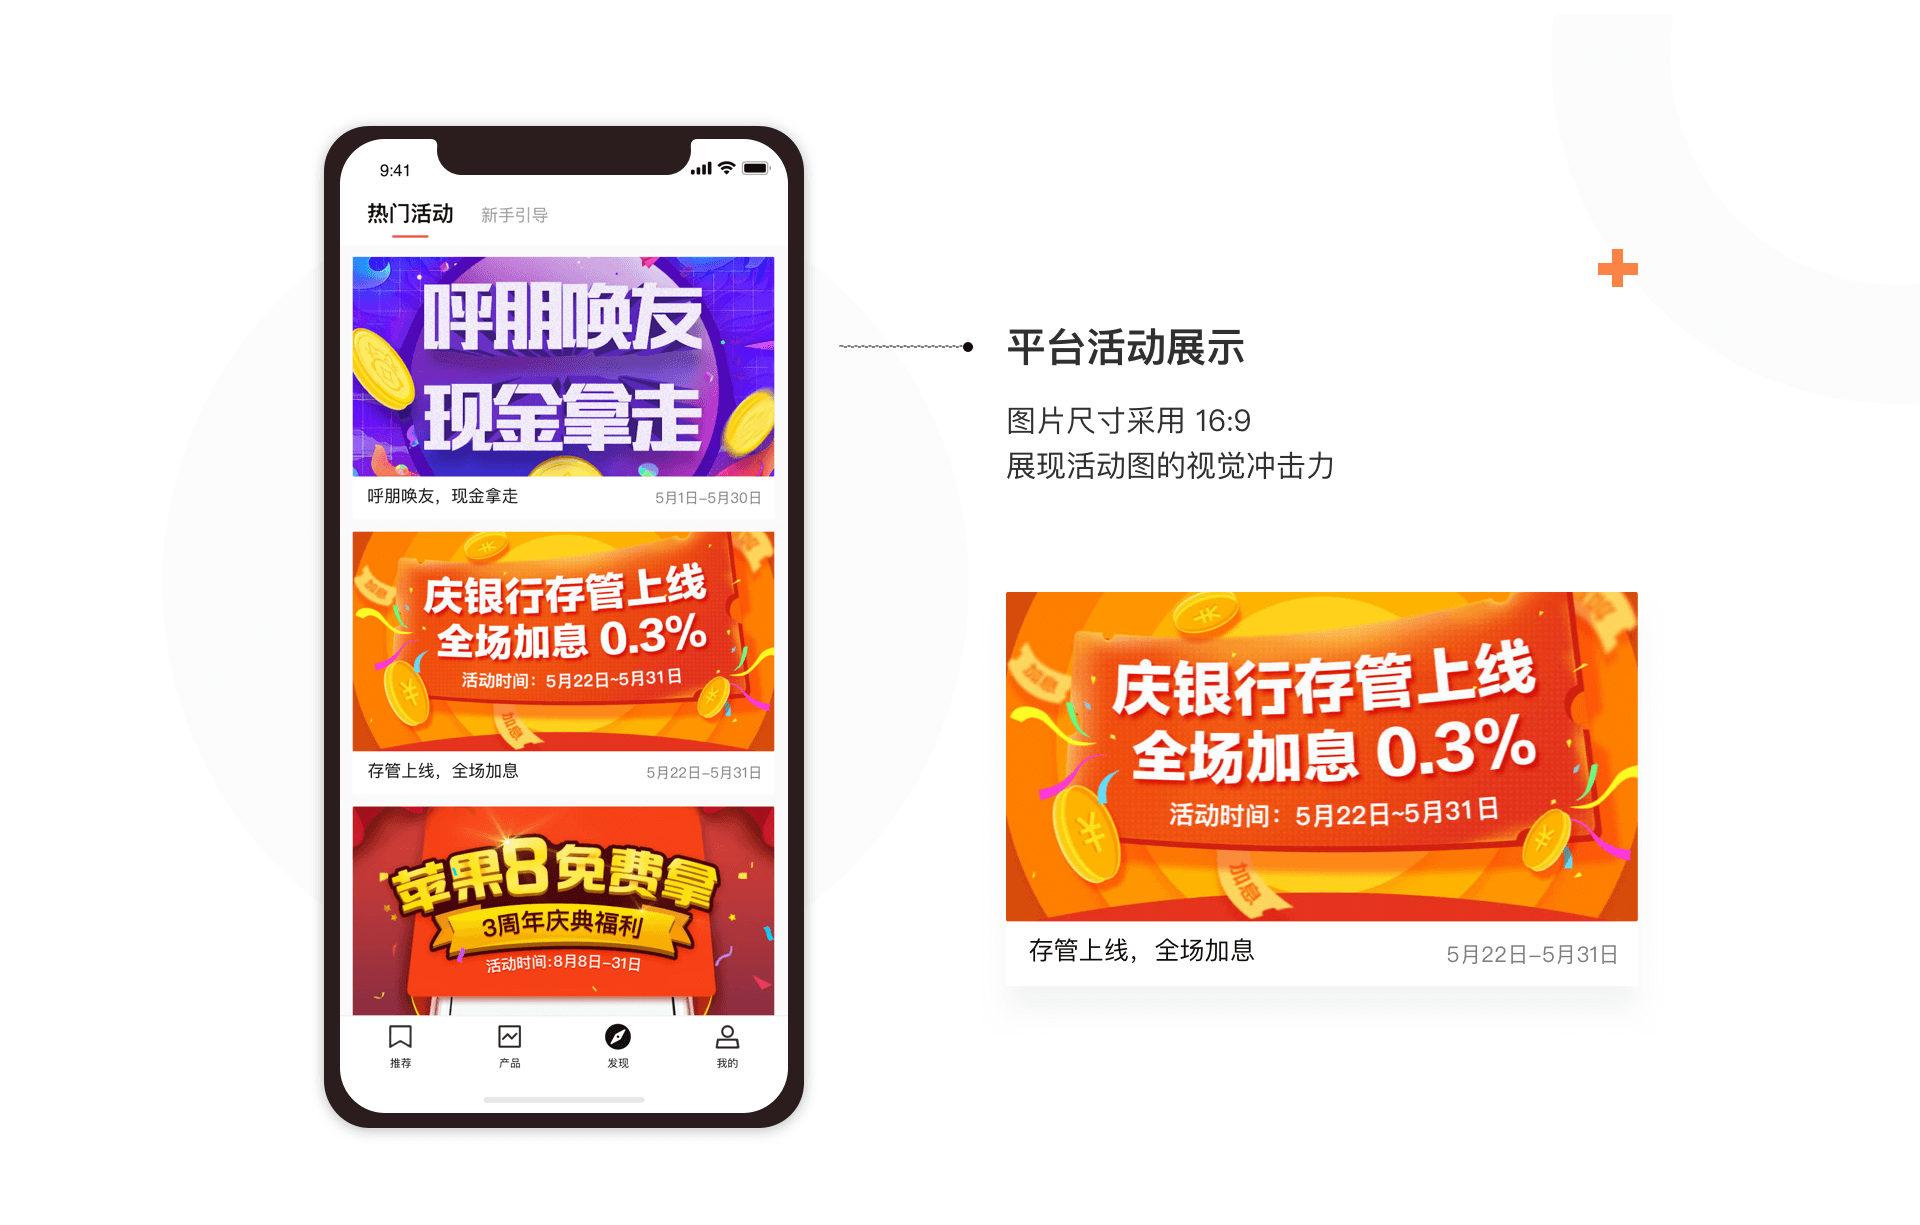 9:41
热门活动 新手引导
呼朋唤友
现金拿走
呼朋唤友，现金拿走 5月1日-5月30日
加息
庆银行存管上线
全场加息 0.3%
活动时间：5月22日~5月31日
加息
存管上线，全场加息 5月22日-5月31日
苹果8免费拿
3周年庆典福利
活动时间:8月8日-31日
推荐 产品 发现 我的
平台活动展示
图片尺寸采用 16:9
展现活动图的视觉冲击力
加息
庆银行存管上线
全场加息 0.3%
活动时间：5月22日~5月31日
加息
存管上线，全场加息 5月22日-5月31日